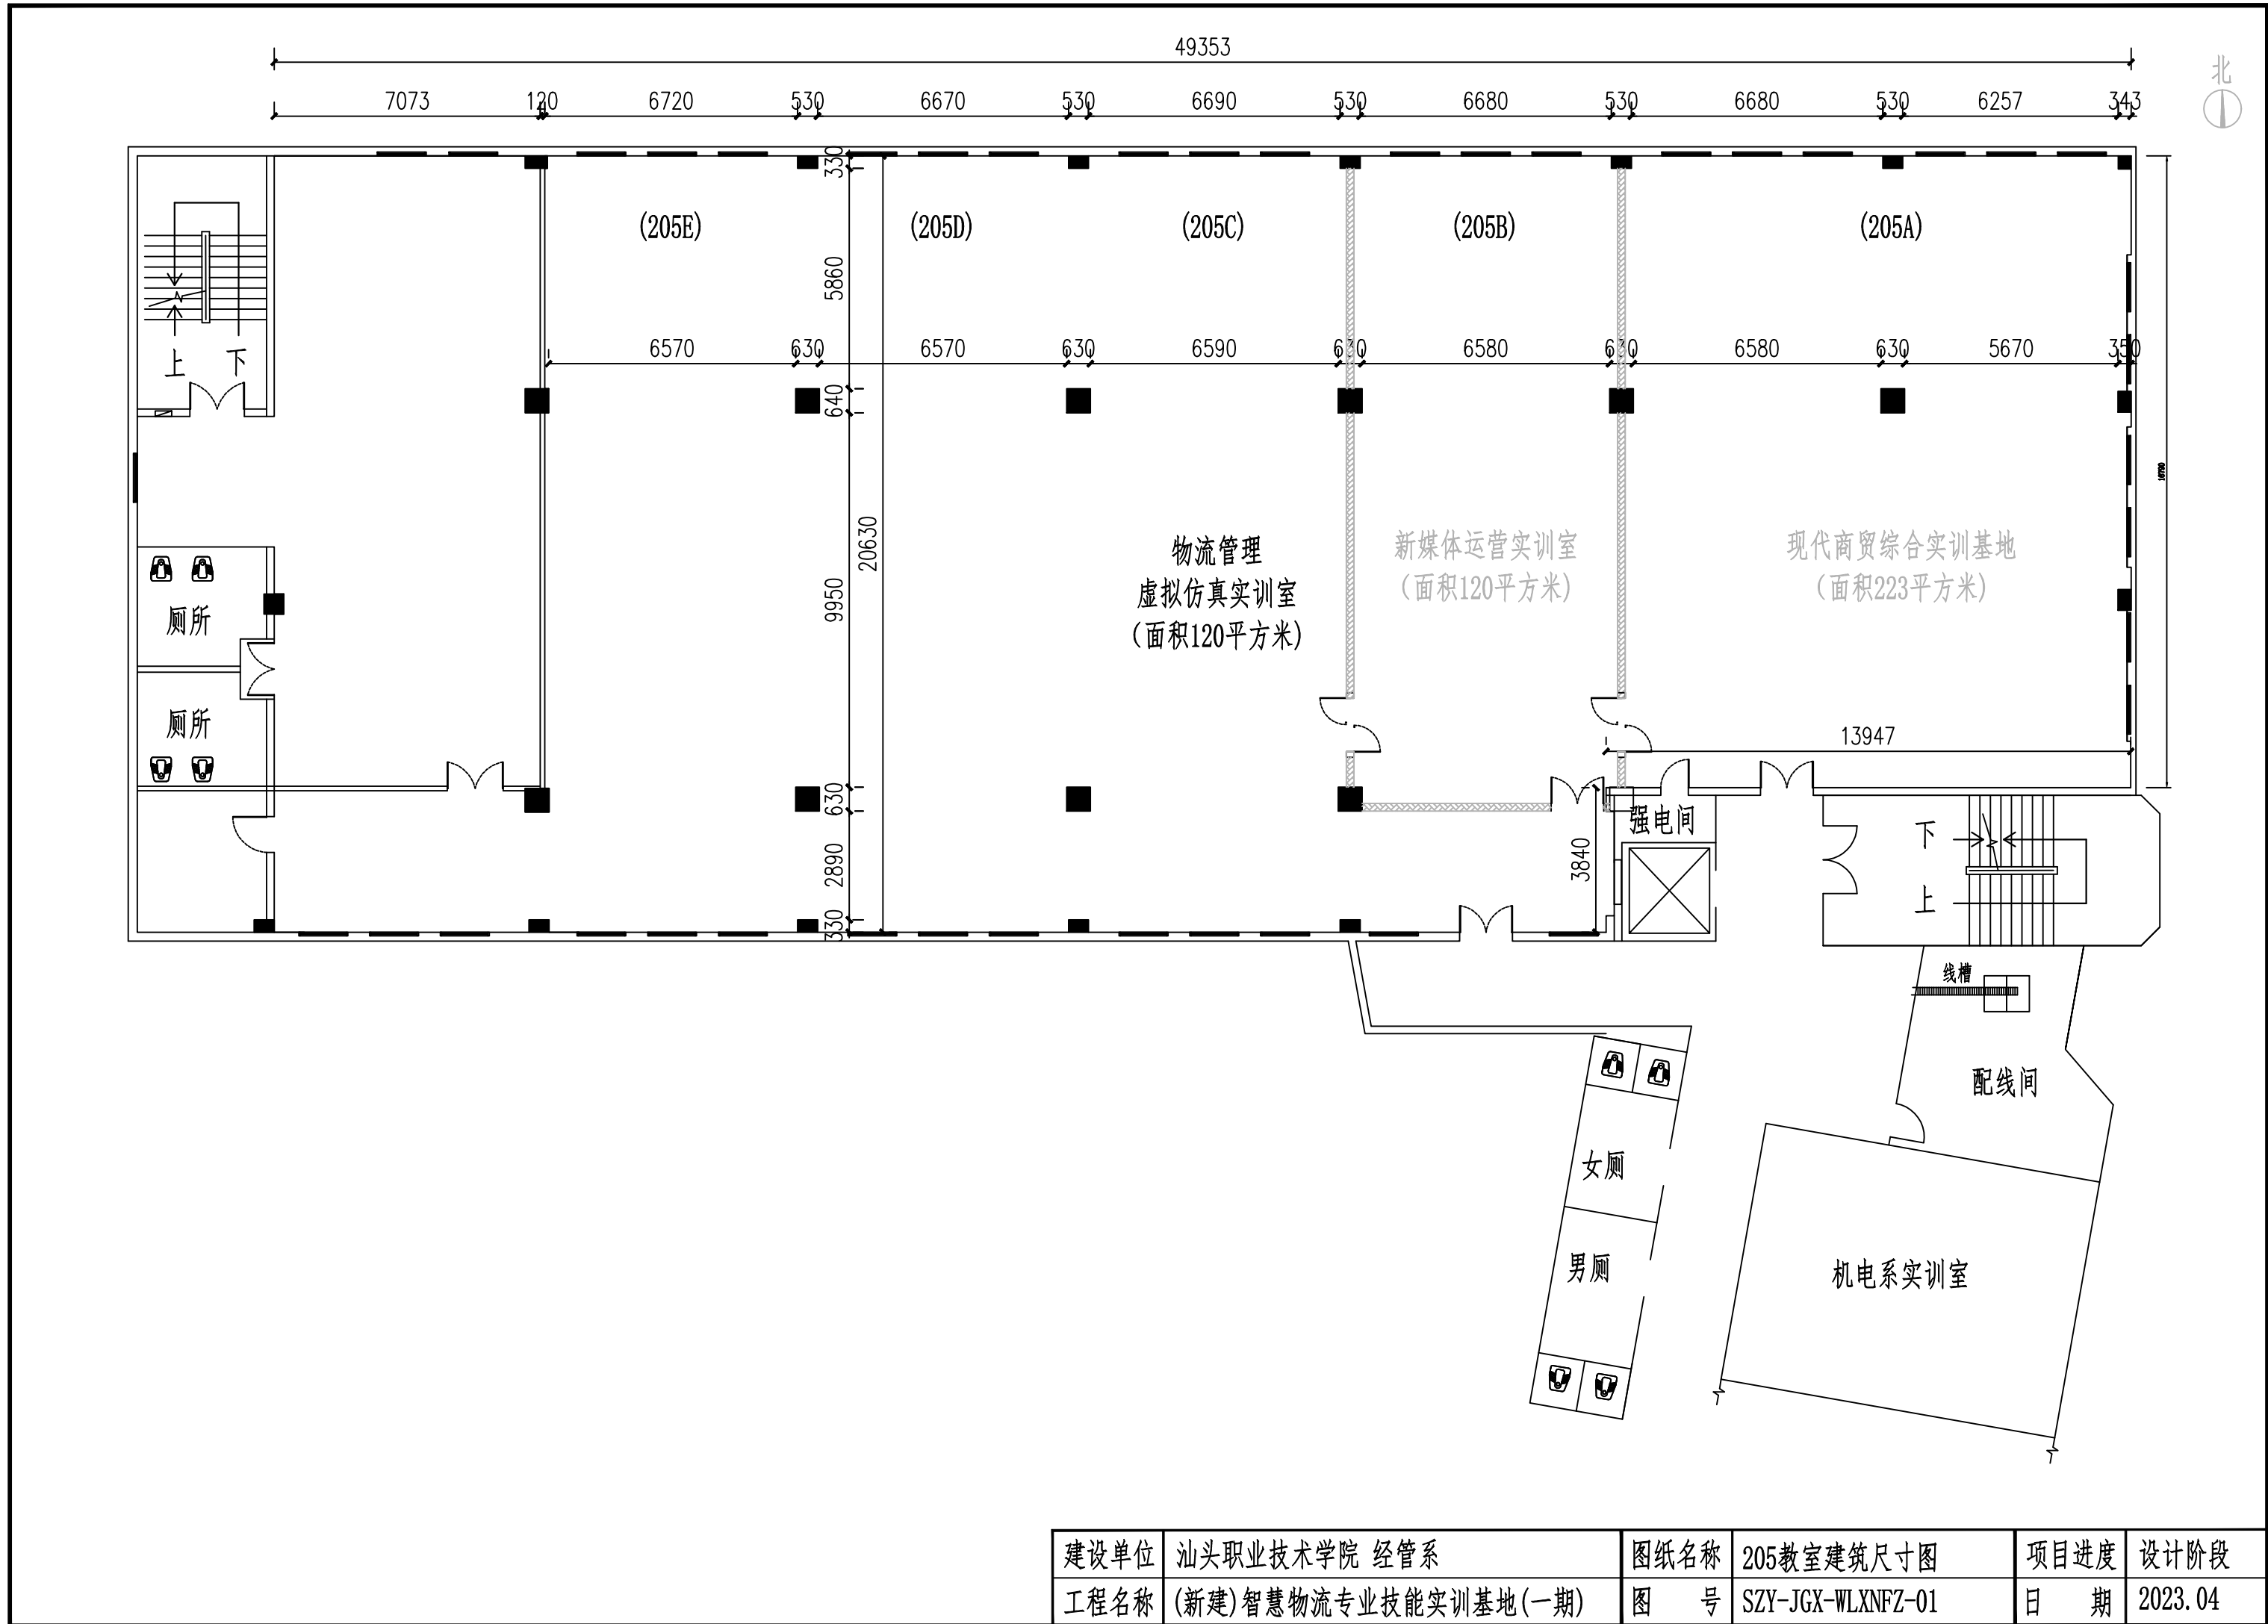 49353
北
7073 120 6720 530 6670 530 6690 530 6680 530 6680 530 6257 343
330
(205E) (205D) (205C) (205B) (205A)
5860
6570 630 6570 630 6590 630 6580 630 6580 630 5670 350
上 下
640
20630
9950
厕所
厕所
物流管理
虚拟仿真实训室
(面积120平方米)
新媒体运营实训室
(面积120平方米)
现代商贸综合实训基地
(面积223平方米)
13947
630
2890
330
3840
强电间
下
上
线槽
配线间
女厕
男厕
机电系实训室
建设单位 汕头职业技术学院 经管系 图纸名称 205教室建筑尺寸图 项目进度 设计阶段
工程名称 (新建)智慧物流专业技能实训基地(一期) 图 号 SZY-JGX-WLXNFZ-01 日 期 2023.04